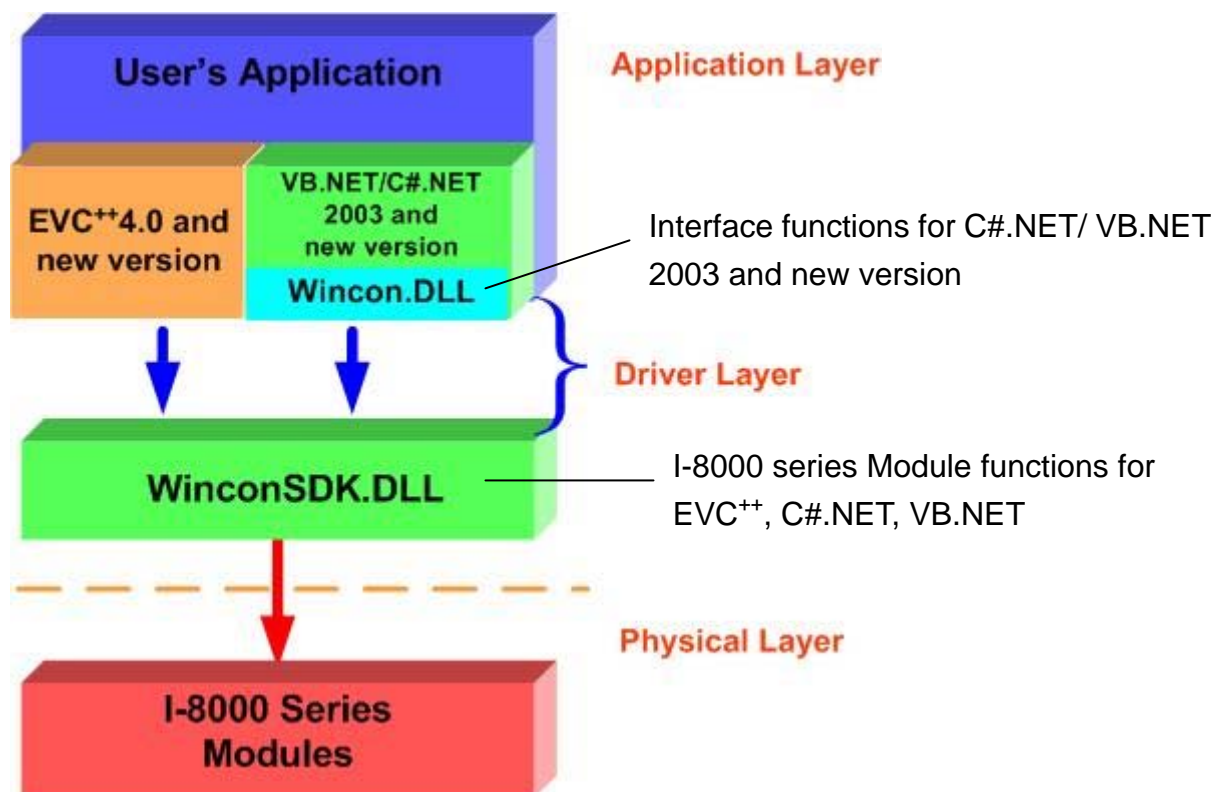 User's Application
Application Layer
EVC++4.0 and
new version
VB.NET/C#.NET
2003 and
new version
Wincon.DLL
Interface functions for C#.NET/ VB.NET
2003 and new version
Driver Layer
WinconSDK.DLL
I-8000 series Module functions for
EVC++, C#.NET, VB.NET
Physical Layer
I-8000 Series
Modules